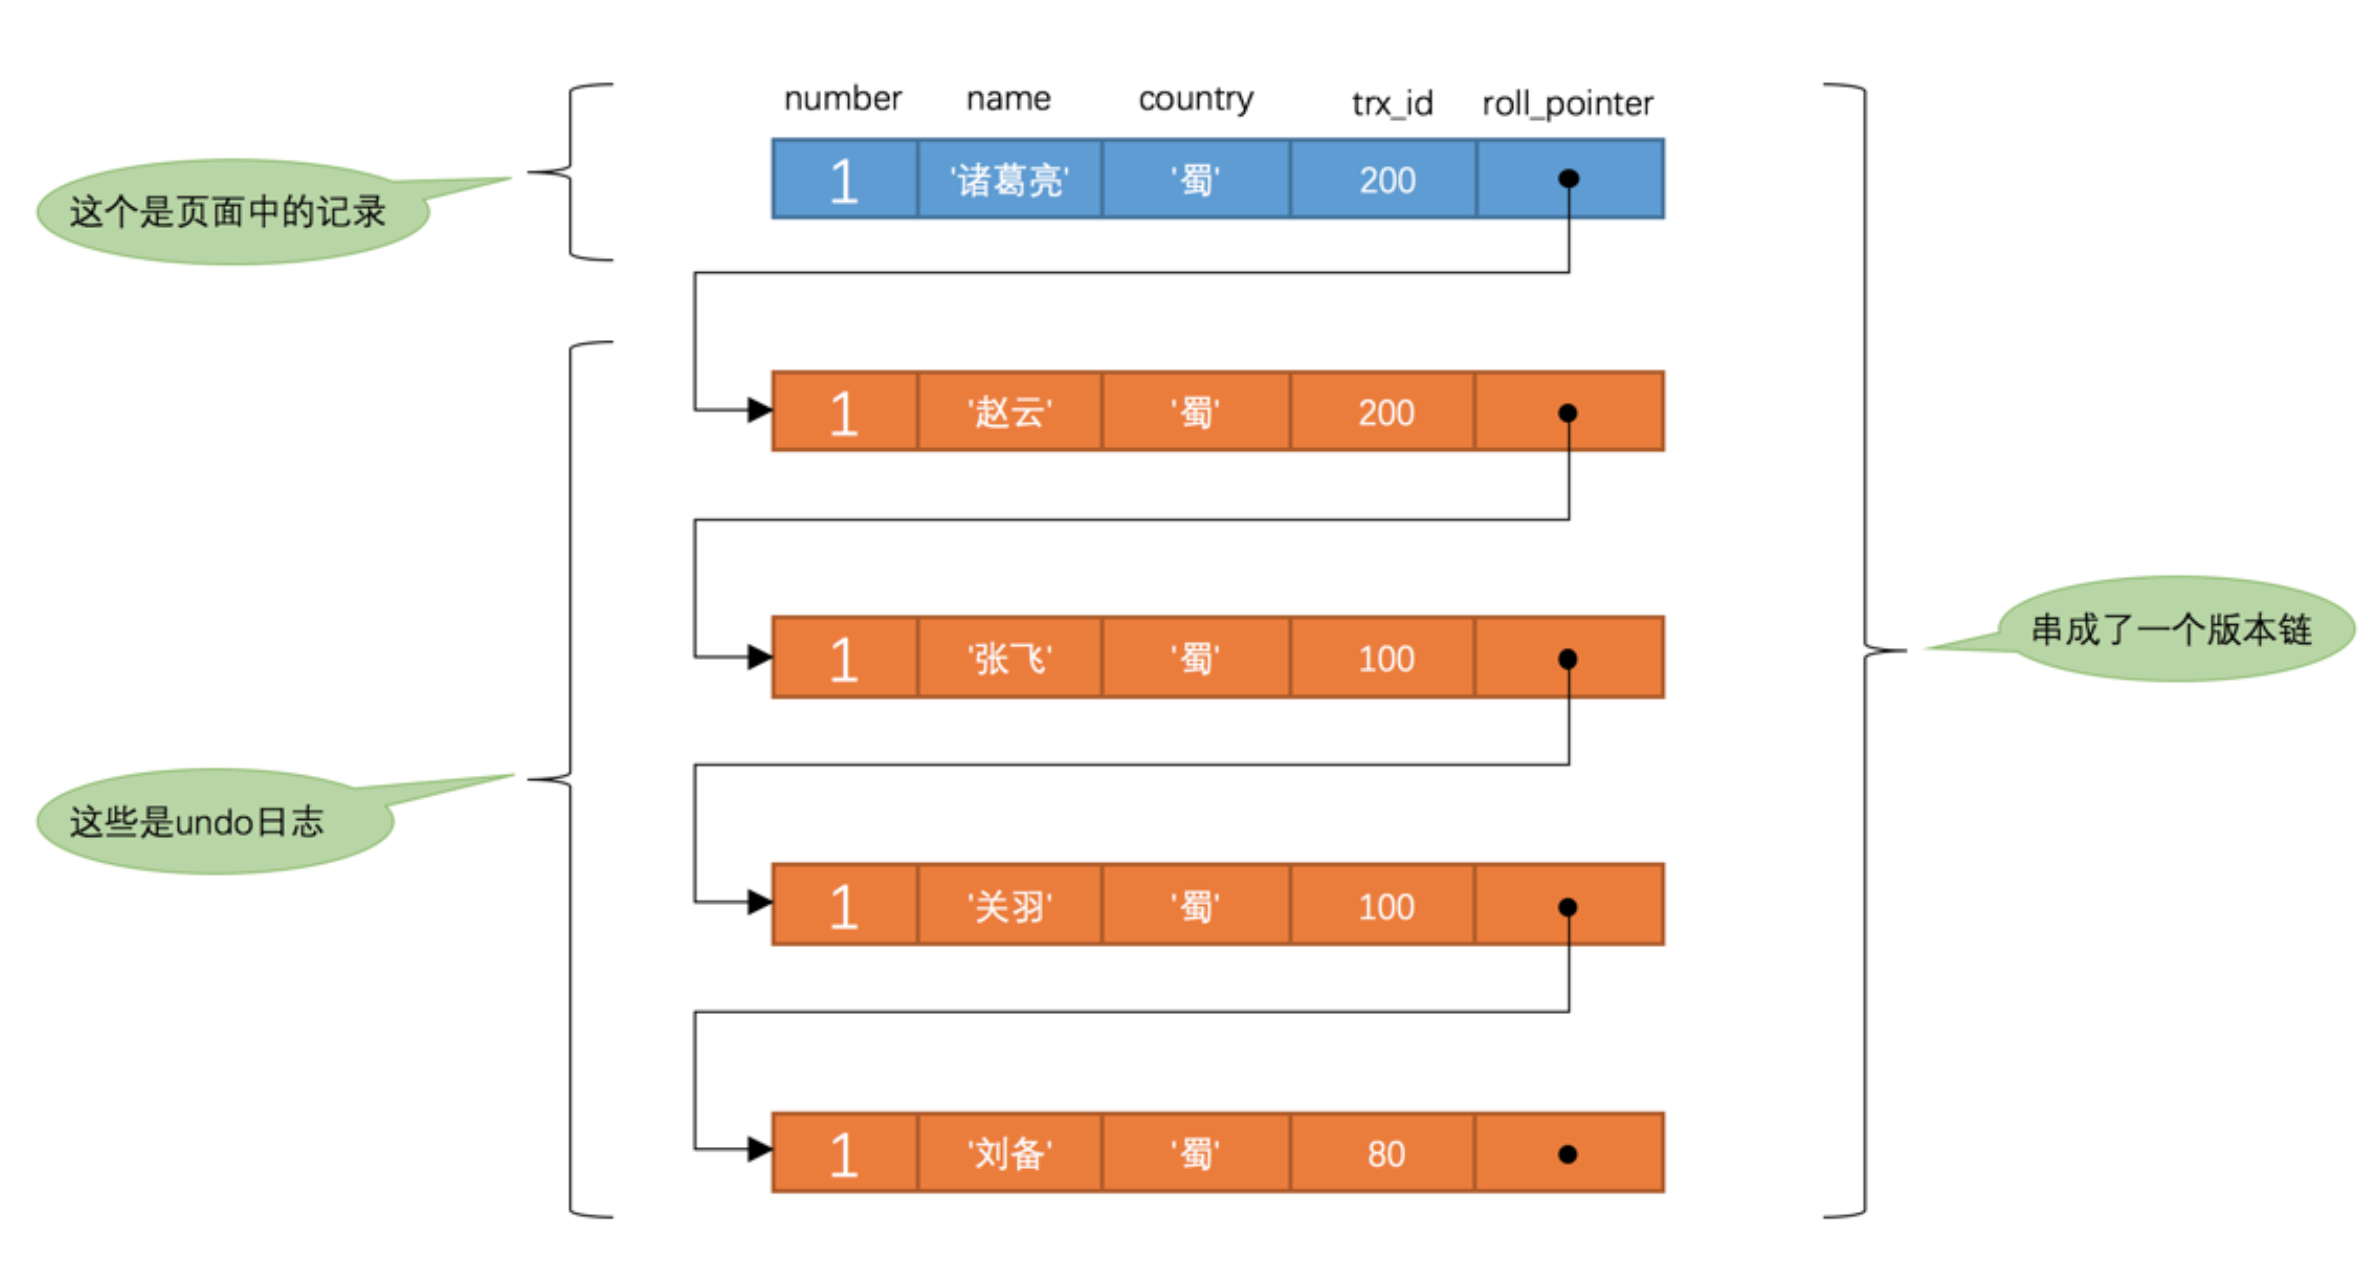 number name country trx_id roll_pointer
1 '诸葛亮' '蜀' 200
这个是页面中的记录
1 '赵云' '蜀' 200
1 '张飞' '蜀' 100
串成了一个版本链
这些是undo日志
1 '关羽' '蜀' 100
1 '刘备' '蜀' 80